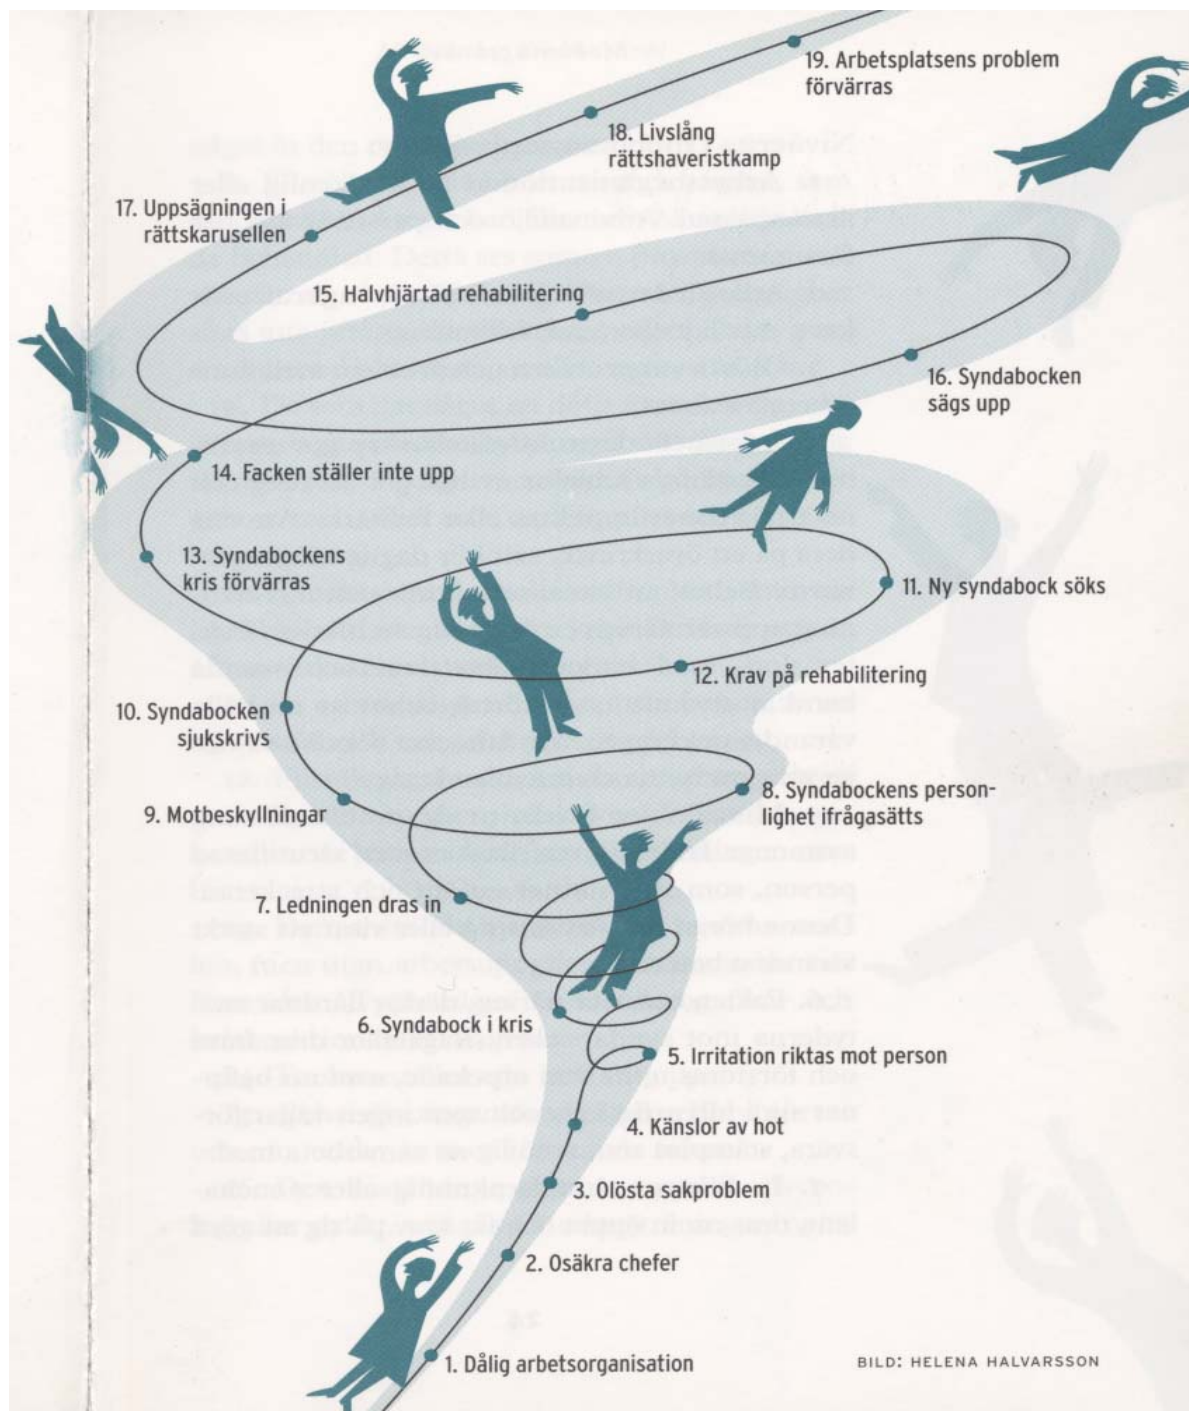 19. Arbetsplatsens problem
förvärras
18. Livslång
rättshaveristkamp
17. Uppsägningen i
rättskarusellen
15. Halvhjärtad rehabilitering
16. Syndabocken
sägs upp
14. Facken ställer inte upp
13. Syndabockens
kris förvärras
11. Ny syndabock söks
12. Krav på rehabilitering
10. Syndabocken
sjukskrivs
8. Syndabockens person-
lighet ifrågasätts
9. Motbeskyllningar
7. Ledningen dras in
6. Syndabock i kris
5. Irritation riktas mot person
4. Känslor av hot
3. Olösta sakproblem
2. Osäkra chefer
1. Dålig arbetsorganisation
BILD: HELENA HALVARSSON